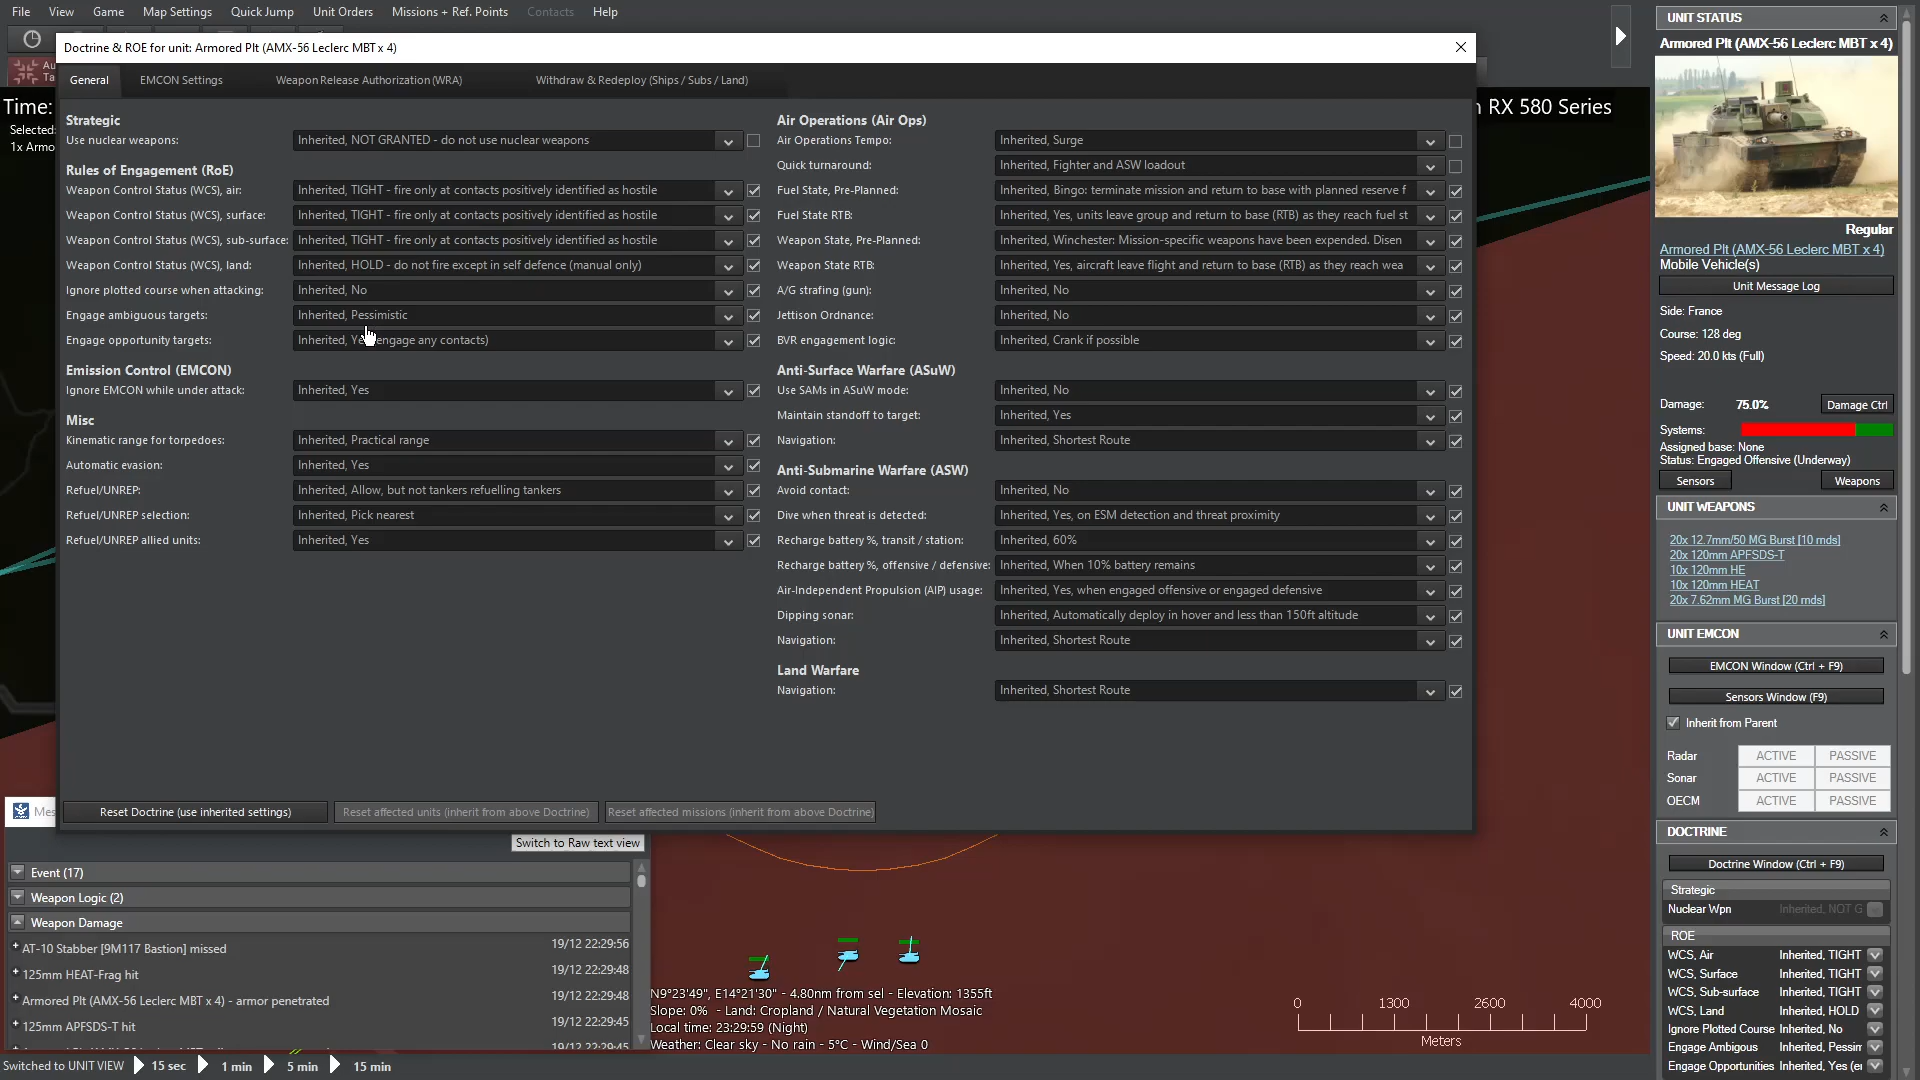 File View Game Map Settings Quick Jump Unit Orders Missions + Ref. Points Contacts Help
Time:
Selected:
1x Armo
RX 580 Series
Doctrine & ROE for unit: Armored Plt (AMX-56 Leclerc MBT x 4)
General EMCON Settings Weapon Release Authorization (WRA) Withdraw & Redeploy (Ships / Subs / Land)
Strategic
Use nuclear weapons: Inherited, NOT GRANTED - do not use nuclear weapons
Rules of Engagement (RoE)
Weapon Control Status (WCS), air: Inherited, TIGHT - fire only at contacts positively identified as hostile
Weapon Control Status (WCS), surface: Inherited, TIGHT - fire only at contacts positively identified as hostile
Weapon Control Status (WCS), sub-surface: Inherited, TIGHT - fire only at contacts positively identified as hostile
Weapon Control Status (WCS), land: Inherited, HOLD - do not fire except in self defence (manual only)
Ignore plotted course when attacking: Inherited, No
Engage ambiguous targets: Inherited, Pessimistic
Engage opportunity targets: Inherited, engage any contacts)
Emission Control (EMCON)
Ignore EMCON while under attack: Inherited, Yes
Misc
Kinematic range for torpedoes: Inherited, Practical range
Automatic evasion: Inherited, Yes
Refuel/UNREP: Inherited, Allow, but not tankers refuelling tankers
Refuel/UNREP selection: Inherited, Pick nearest
Refuel/UNREP allied units: Inherited, Yes
Air Operations (Air Ops)
Air Operations Tempo: Inherited, Surge
Quick turnaround: Inherited, Fighter and ASW loadout
Fuel State, Pre-Planned: Inherited, Bingo: terminate mission and return to base with planned reserve f
Fuel State RTB: Inherited, Yes, units leave group and return to base (RTB) as they reach fuel st
Weapon State, Pre-Planned: Inherited, Winchester: Mission-specific weapons have been expended. Disen
Weapon State RTB: Inherited, Yes, aircraft leave flight and return to base (RTB) as they reach wea
A/G strafing (gun): Inherited, No
Jettison Ordnance: Inherited, No
BVR engagement logic: Inherited, Crank if possible
Anti-Surface Warfare (ASuW)
Use SAMs in ASuW mode: Inherited, No
Maintain standoff to target: Inherited, Yes
Navigation: Inherited, Shortest Route
Anti-Submarine Warfare (ASW)
Avoid contact: Inherited, No
Dive when threat is detected: Inherited, Yes, on ESM detection and threat proximity
Recharge battery %, transit / station: Inherited, 60%
Recharge battery %, offensive / defensive: Inherited, When 10% battery remains
Air-Independent Propulsion (AIP) usage: Inherited, Yes, when engaged offensive or engaged defensive
Dipping sonar: Inherited, Automatically deploy in hover and less than 150ft altitude
Navigation: Inherited, Shortest Route
Land Warfare
Navigation: Inherited, Shortest Route
Reset Doctrine (use inherited settings) Reset affected units (inherit from above Doctrine) Reset affected missions (inherit from above Doctrine)
Mes
Switch to Raw text view
Event (17)
Weapon Logic (2)
Weapon Damage
AT-10 Stabber [9M117 Bastion] missed 19/12 22:29:56
125mm HEAT-Frag hit 19/12 22:29:48
Armored Plt (AMX-56 Leclerc MBT x 4) - armor penetrated 19/12 22:29:48
125mm APFSDS-T hit 19/12 22:29:45
19/12 22:29:45
N9°23'49", E14°21'30" - 4.80nm from sel - Elevation: 1355ft
Slope: 0% - Land: Cropland / Natural Vegetation Mosaic
Local time: 23:29:59 (Night)
Weather: Clear sky - No rain - 5°C - Wind/Sea 0
0 1300 2600 4000
Meters
Switched to UNIT VIEW 15 sec 1 min 5 min 15 min
UNIT STATUS
Armored Plt (AMX-56 Leclerc MBT x 4)
Regular
Armored Plt (AMX-56 Leclerc MBT x 4)
Mobile Vehicle(s)
Unit Message Log
Side: France
Course: 128 deg
Speed: 20.0 kts (Full)
Damage: 75.0% Damage Ctrl
Systems:
Assigned base: None
Status: Engaged Offensive (Underway)
Sensors Weapons
UNIT WEAPONS
20x 12.7mm/50 MG Burst [10 rnds]
20x 120mm APFSDS-T
10x 120mm HE
10x 120mm HEAT
20x 7.62mm MG Burst [20 rnds]
UNIT EMCON
EMCON Window (Ctrl + F9)
Sensors Window (F9)
Inherit from Parent
Radar ACTIVE PASSIVE
Sonar ACTIVE PASSIVE
OECM ACTIVE PASSIVE
DOCTRINE
Doctrine Window (Ctrl + F9)
Strategic
Nuclear Wpn Inherited, NOT G
ROE
WCS, Air Inherited, TIGHT
WCS, Surface Inherited, TIGHT
WCS, Sub-surface Inherited, TIGHT
WCS, Land Inherited, HOLD
Ignore Plotted Course Inherited, No
Engage Ambiguous Inherited, Pessim
Engage Opportunities Inherited, Yes (e